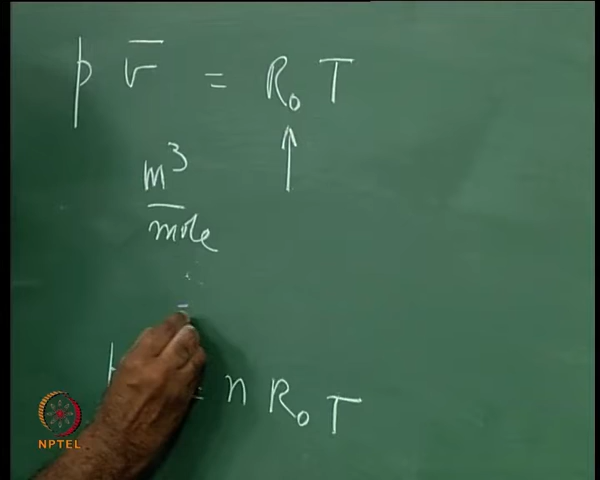 p v̅ = R₀ T
m³
mole
= n R₀ T
NPTEL